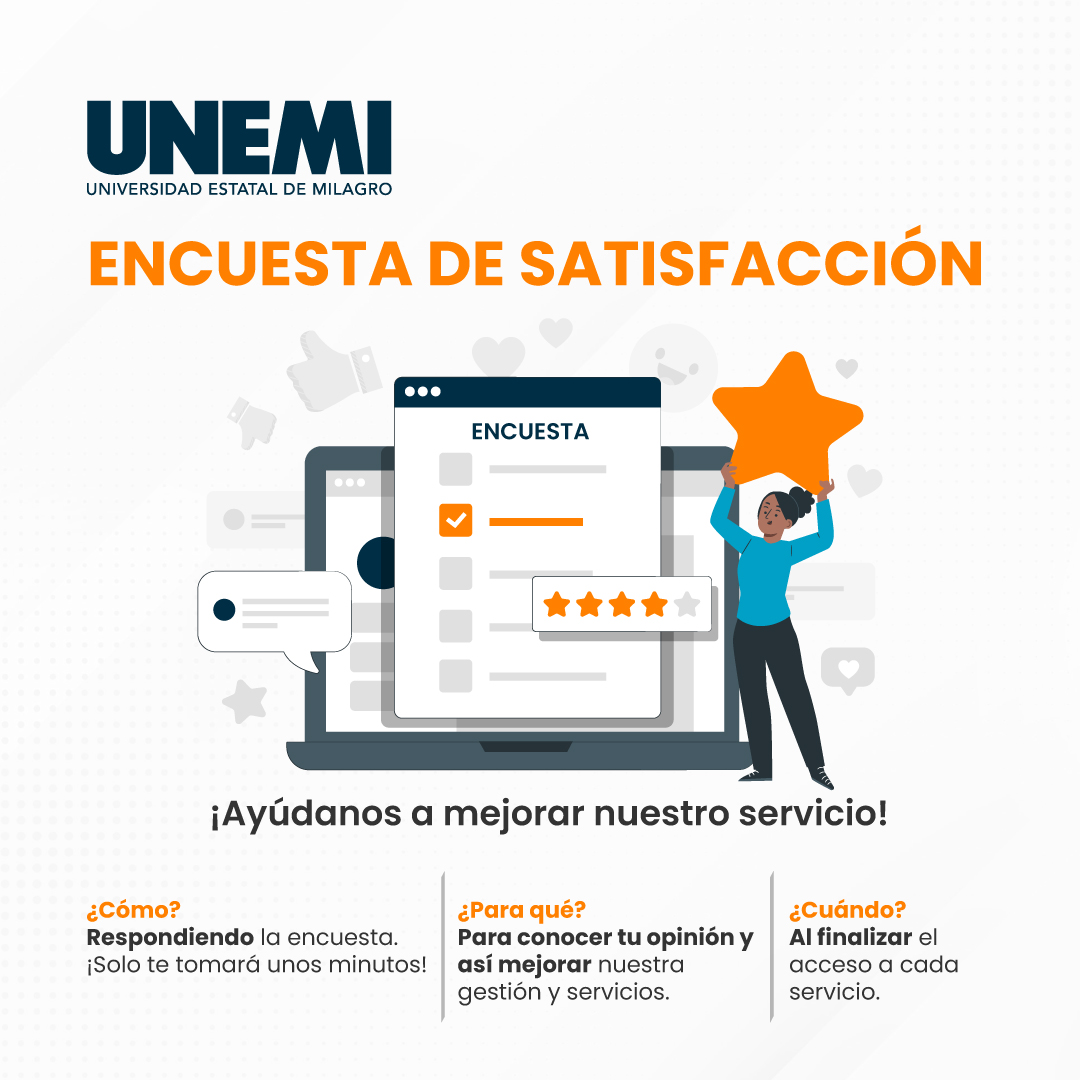 UNEMI
UNIVERSIDAD ESTATAL DE MILAGRO
ENCUESTA DE SATISFACCIÓN
ENCUESTA
¡Ayúdanos a mejorar nuestro servicio!
¿Cómo?
Respondiendo la encuesta.
¡Solo te tomará unos minutos!
¿Para qué?
Para conocer tu opinión y
así mejorar nuestra
gestión y servicios.
¿Cuándo?
Al finalizar el
acceso a cada
servicio.